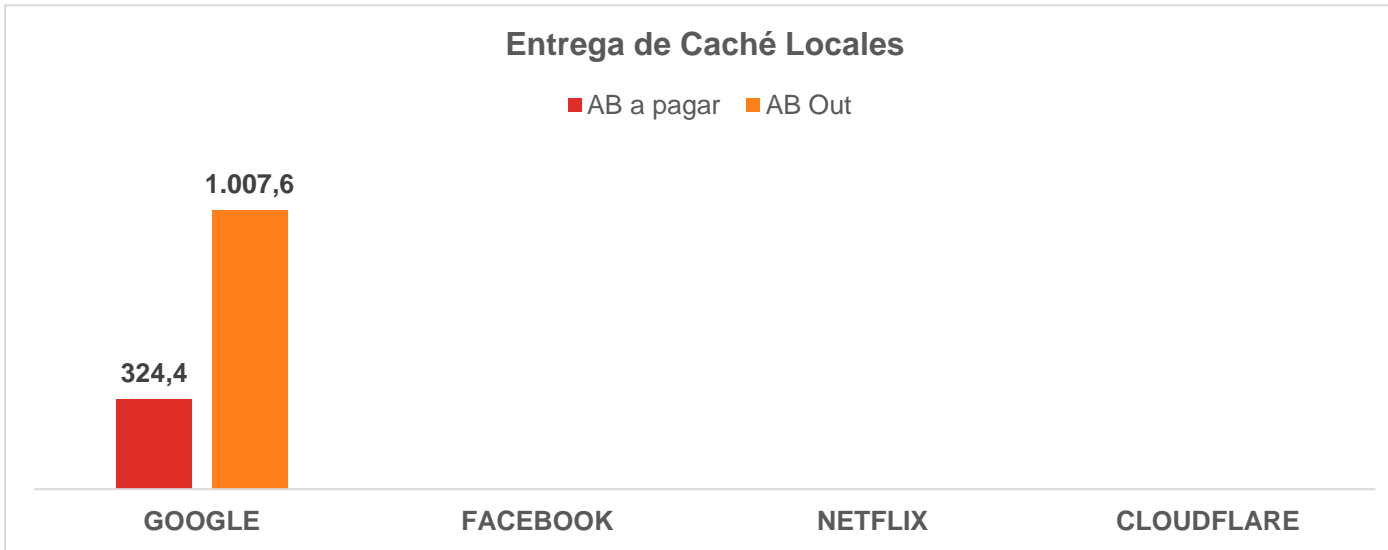 Entrega de Caché Locales
AB a pagar AB Out
1.007,6
324,4
GOOGLE FACEBOOK NETFLIX CLOUDFLARE